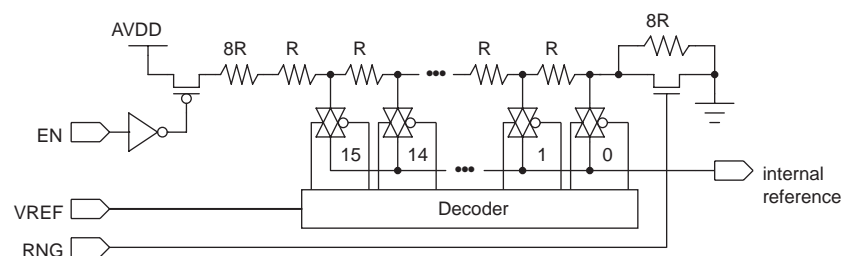 AVDD
8R R R R R 8R
••• 
EN
15 14 1 0
•••
internal
reference
VREF
Decoder
RNG